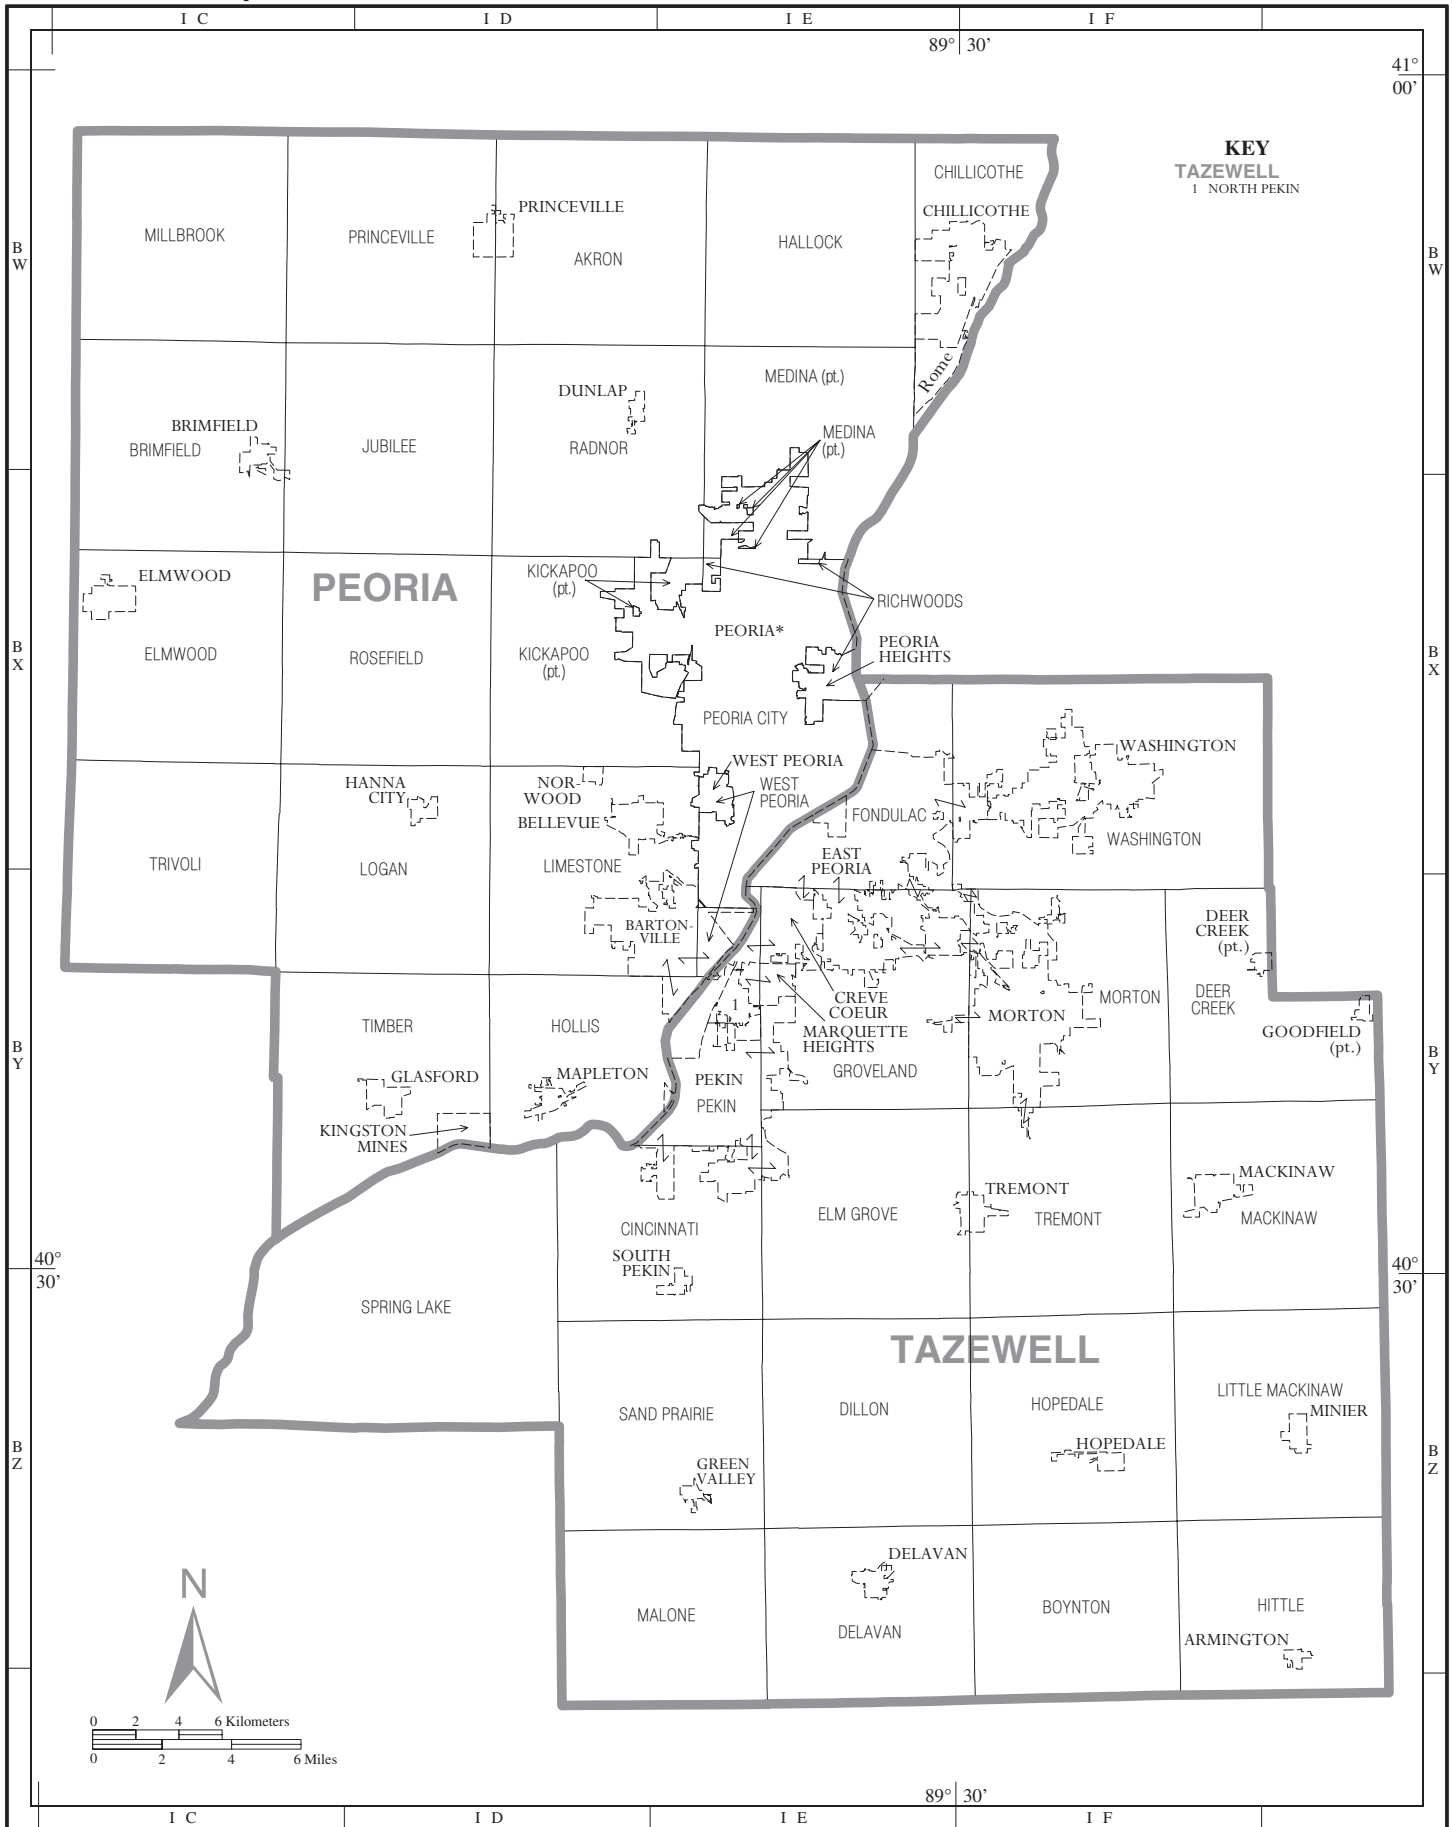 I C
I D
I E
I F
89° 30'
41°
00'
KEY
TAZEWELL
1 NORTH PEKIN
CHILLICOTHE
CHILLICOTHE
PRINCEVILLE
MILLBROOK
PRINCEVILLE
AKRON
HALLOCK
B
W
B
W
Rome
MEDINA (pt.)
DUNLAP
BRIMFIELD
BRIMFIELD
JUBILEE
RADNOR
MEDINA
(pt.)
ELMWOOD
PEORIA
KICKAPOO
(pt.)
RICHWOODS
PEORIA*
PEORIA
HEIGHTS
B
X
ELMWOOD
ROSEFIELD
KICKAPOO
(pt.)
B
X
PEORIA CITY
WASHINGTON
WEST PEORIA
HANNA
CITY
NOR-
WOOD
WEST
PEORIA
BELLEVUE
FONDULAC
WASHINGTON
TRIVOLI
LOGAN
LIMESTONE
EAST
PEORIA
BARTON-
VILLE
DEER
CREEK
(pt.)
CREVE
COEUR
MORTON
DEER
CREEK
1
TIMBER
HOLLIS
MARQUETTE
HEIGHTS
MORTON
GOODFIELD
(pt.)
B
Y
B
Y
GLASFORD
MAPLETON
PEKIN
PEKIN
GROVELAND
KINGSTON
MINES
MACKINAW
TREMONT
CINCINNATI
ELM GROVE
TREMONT
MACKINAW
40°
30'
SOUTH
PEKIN
40°
30'
SPRING LAKE
TAZEWELL
SAND PRAIRIE
DILLON
HOPEDALE
LITTLE MACKINAW
MINIER
HOPEDALE
B
Z
B
Z
GREEN
VALLEY
DELAVAN
N
MALONE
DELAVAN
BOYNTON
HITTLE
ARMINGTON
0 2 4 6 Kilometers
0 2 4 6 Miles
89° 30'
I C
I D
I E
I F